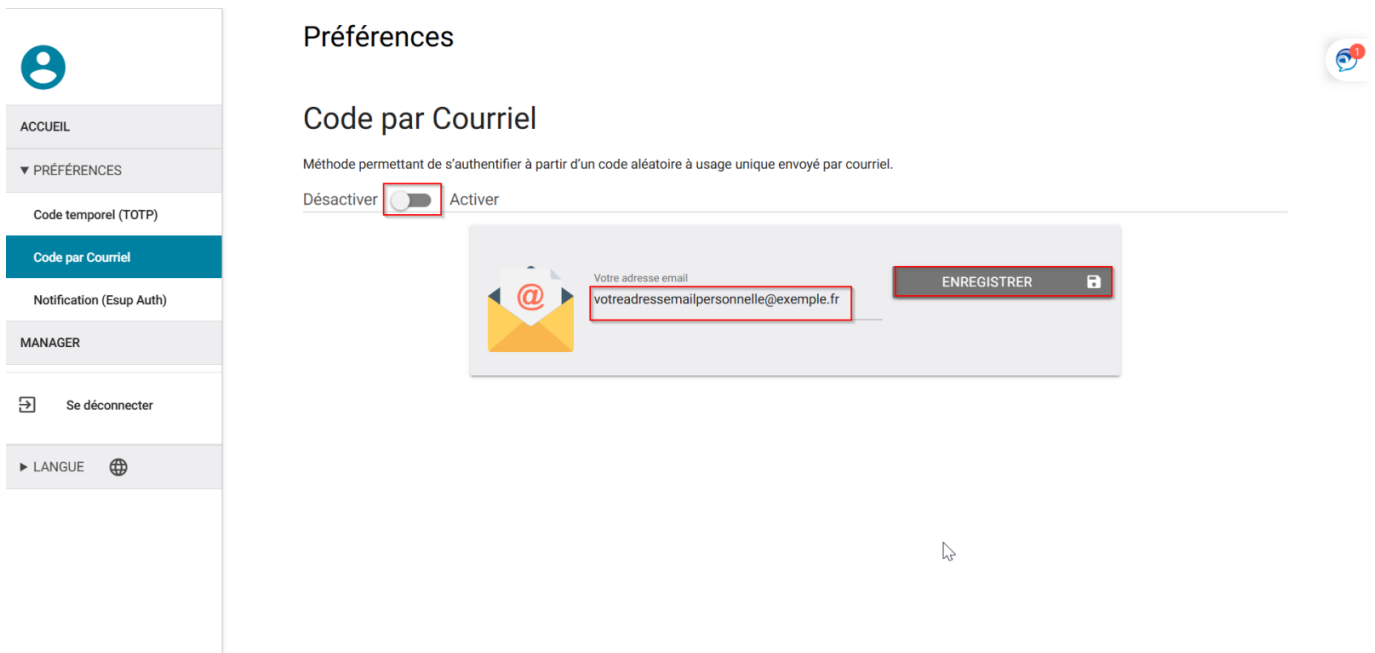 Préférences
1
ACCUEIL
▼ PRÉFÉRENCES
Code temporel (TOTP)
Code par Courriel
Notification (Esup Auth)
MANAGER
Se déconnecter
► LANGUE
Code par Courriel
Méthode permettant de s'authentifier à partir d'un code aléatoire à usage unique envoyé par courriel.
Désactiver Activer
@
Votre adresse email
votreadressemailpersonnelle@exemple.fr
ENREGISTRER